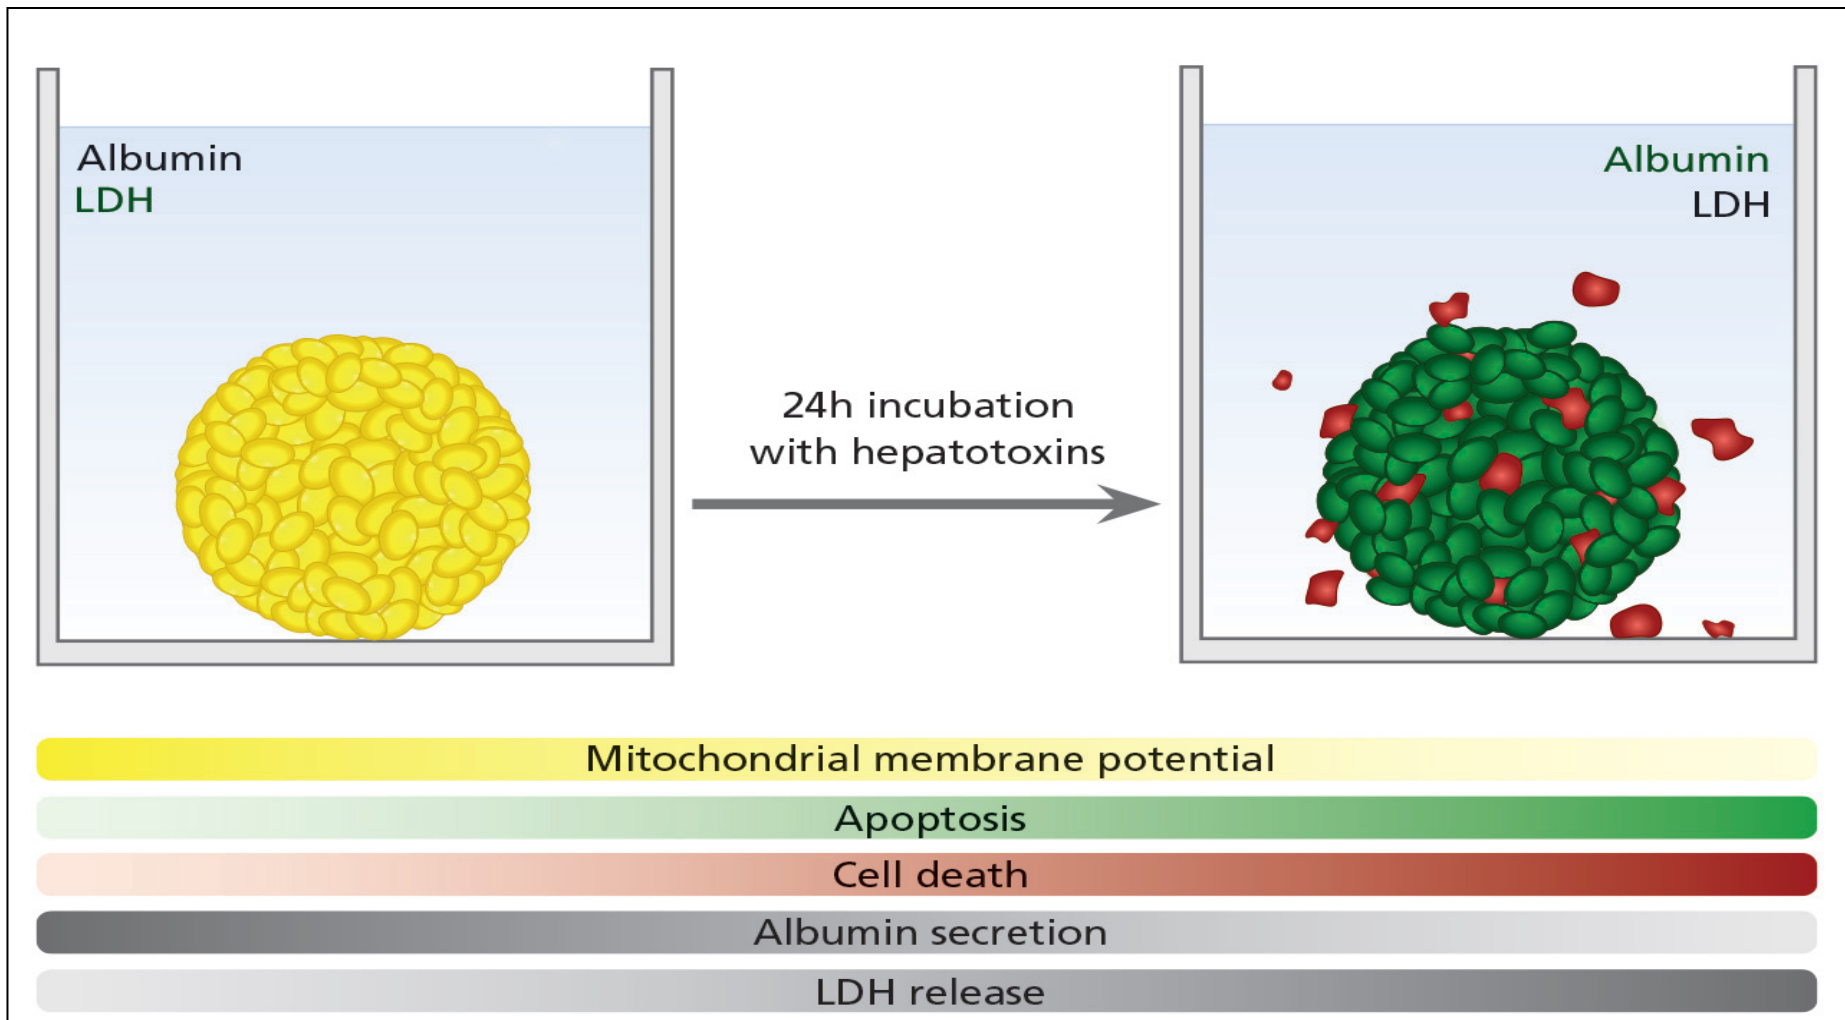 Albumin
LDH
Albumin
LDH
24h incubation
with hepatotoxins
Mitochondrial membrane potential
Apoptosis
Cell death
Albumin secretion
LDH release